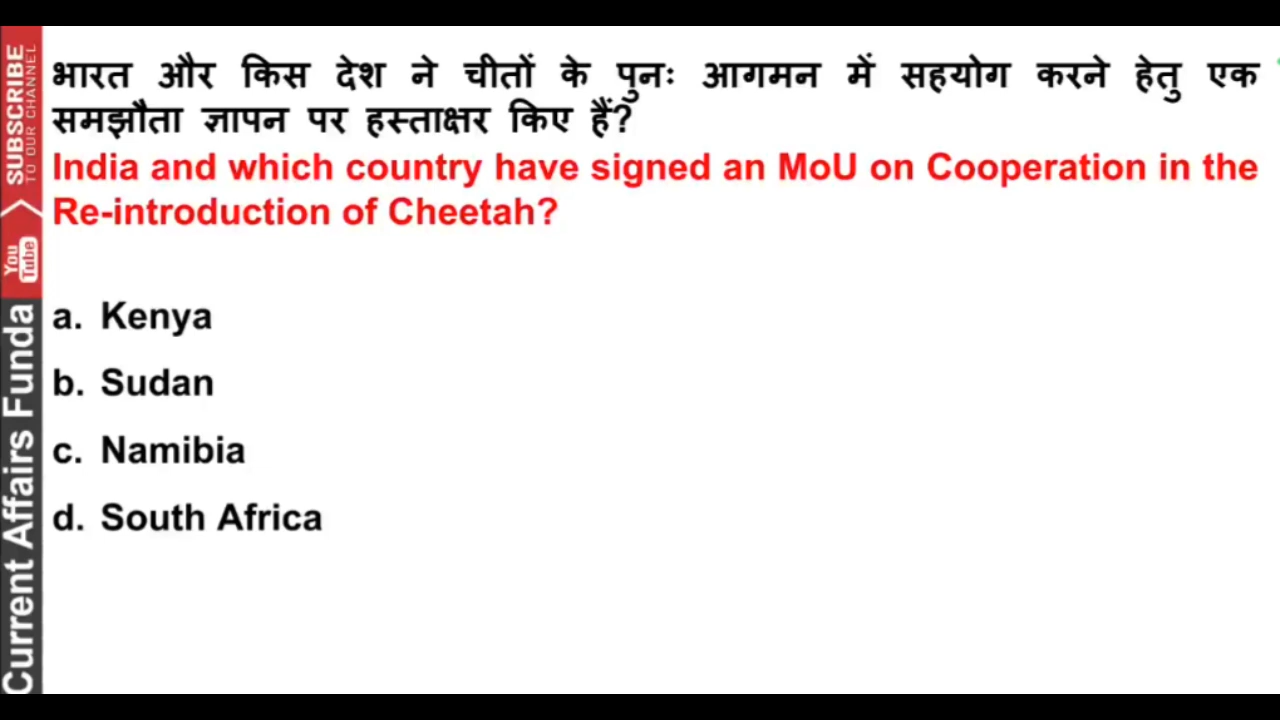 भारत और किस देश ने चीतों के पुनः आगमन में सहयोग करने हेतु एक
समझौता ज्ञापन पर हस्ताक्षर किए हैं?
India and which country have signed an MoU on Cooperation in the
Re-introduction of Cheetah?
a. Kenya
b. Sudan
c. Namibia
d. South Africa
SUBSCRIBE
TO OUR CHANNEL
You
Tube
Current Affairs Funda